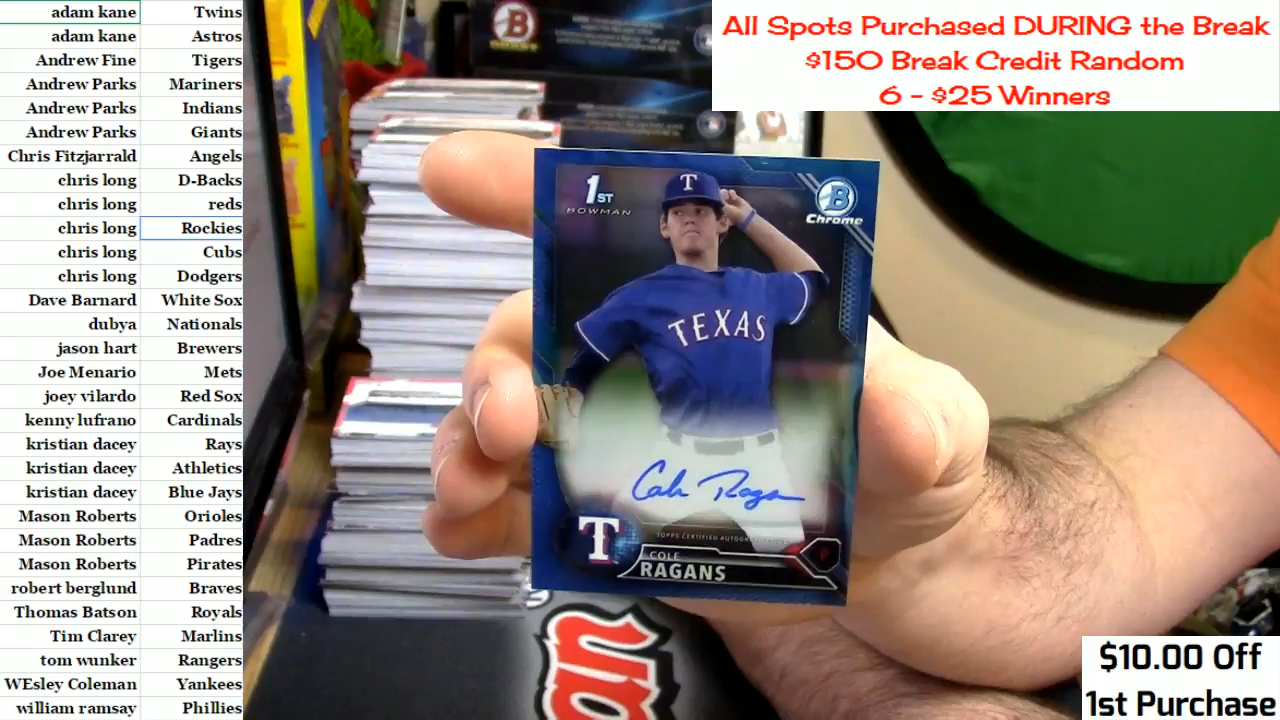 adam kane Twins
adam kane Astros
Andrew Fine Tigers
Andrew Parks Mariners
Andrew Parks Indians
Andrew Parks Giants
Chris Fitzjarrald Angels
chris long D-Backs
chris long reds
chris long Rockies
chris long Cubs
chris long Dodgers
Dave Barnard White Sox
dubya Nationals
jason hart Brewers
Joe Menario Mets
joey vilardo Red Sox
kenny lufrano Cardinals
kristian dacey Rays
kristian dacey Athletics
kristian dacey Blue Jays
Mason Roberts Orioles
Mason Roberts Padres
Mason Roberts Pirates
robert berglund Braves
Thomas Batson Royals
Tim Clarey Marlins
tom wunker Rangers
WEsley Coleman Yankees
william ramsay Phillies
All Spots Purchased DURING the Break
$150 Break Credit Random
6 - $25 Winners
B
1ST
BOWMAN
T
B
Chrome
TEXAS
Cole Ragans
TOPPS CERTIFIED AUTOGRAPH ISSUE
T
COLE
RAGANS
P
$10.00 Off
1st Purchase